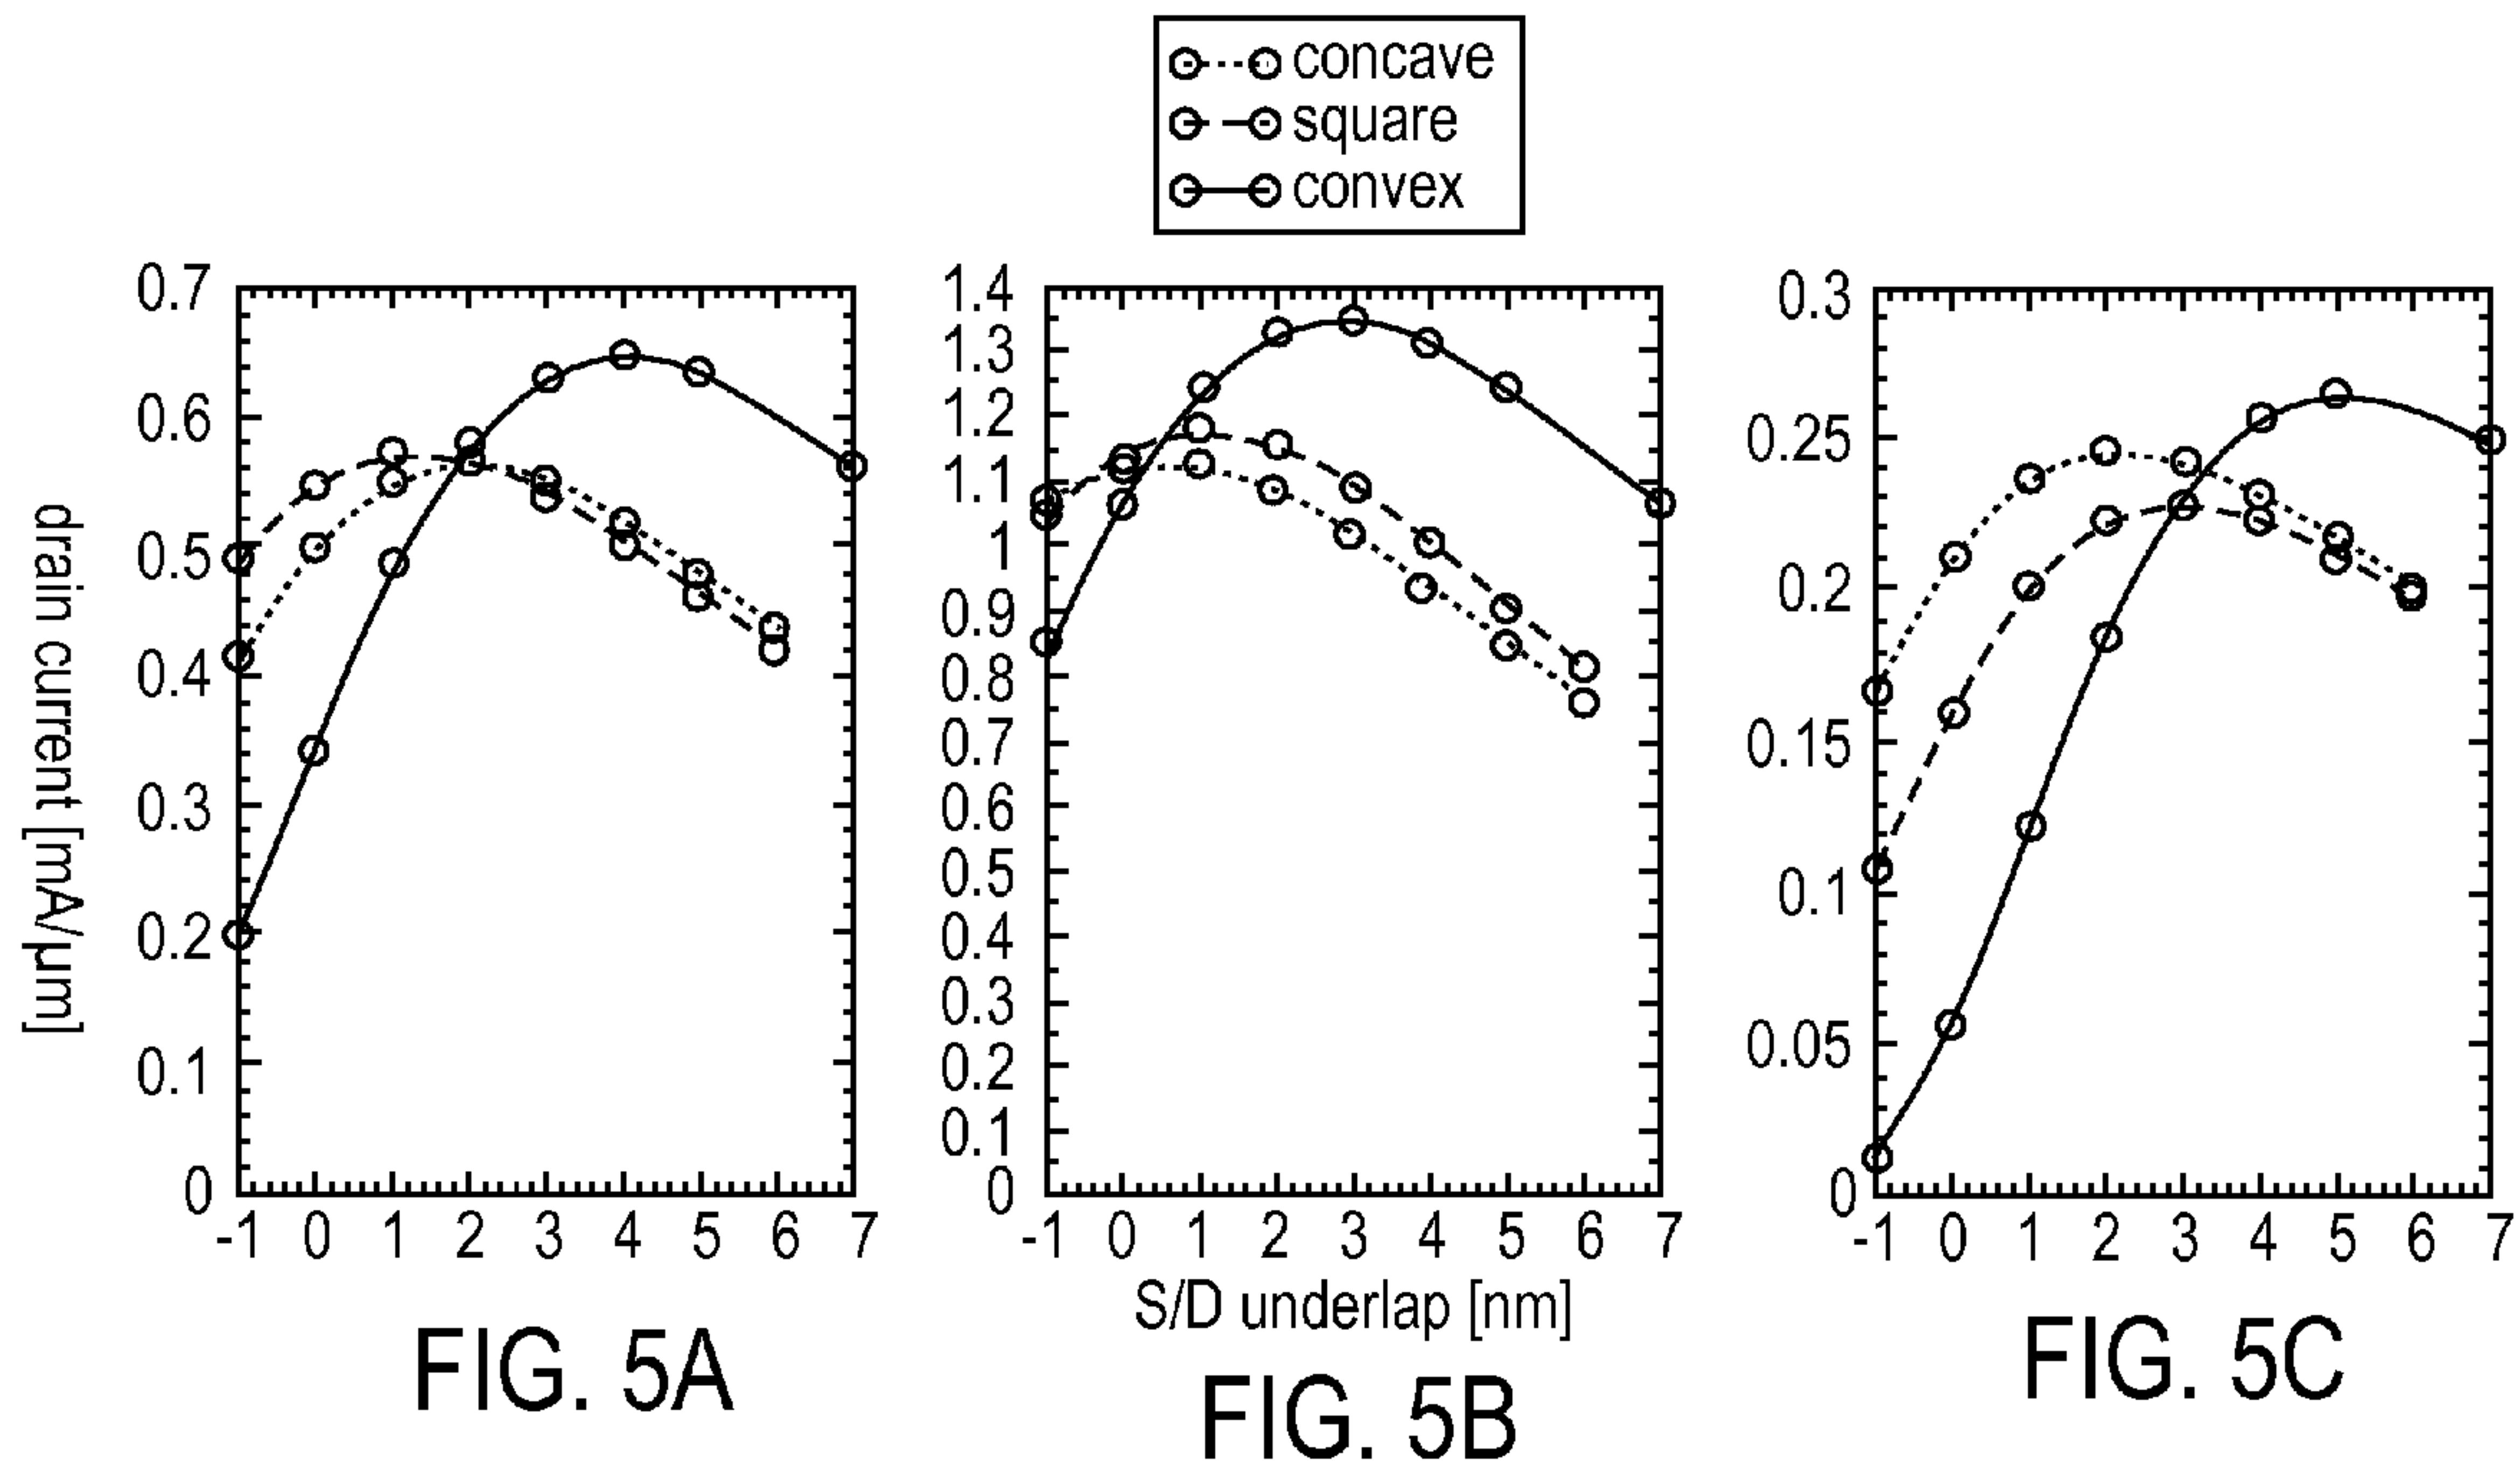 concave
square
convex
drain current [mA/μm]
0.7
0.6
0.5
0.4
0.3
0.2
0.1
0
-1 0 1 2 3 4 5 6 7
FIG. 5A
1.4
1.3
1.2
1.1
1
0.9
0.8
0.7
0.6
0.5
0.4
0.3
0.2
0.1
0
-1 0 1 2 3 4 5 6 7
S/D underlap [nm]
FIG. 5B
0.3
0.25
0.2
0.15
0.1
0.05
0
-1 0 1 2 3 4 5 6 7
FIG. 5C